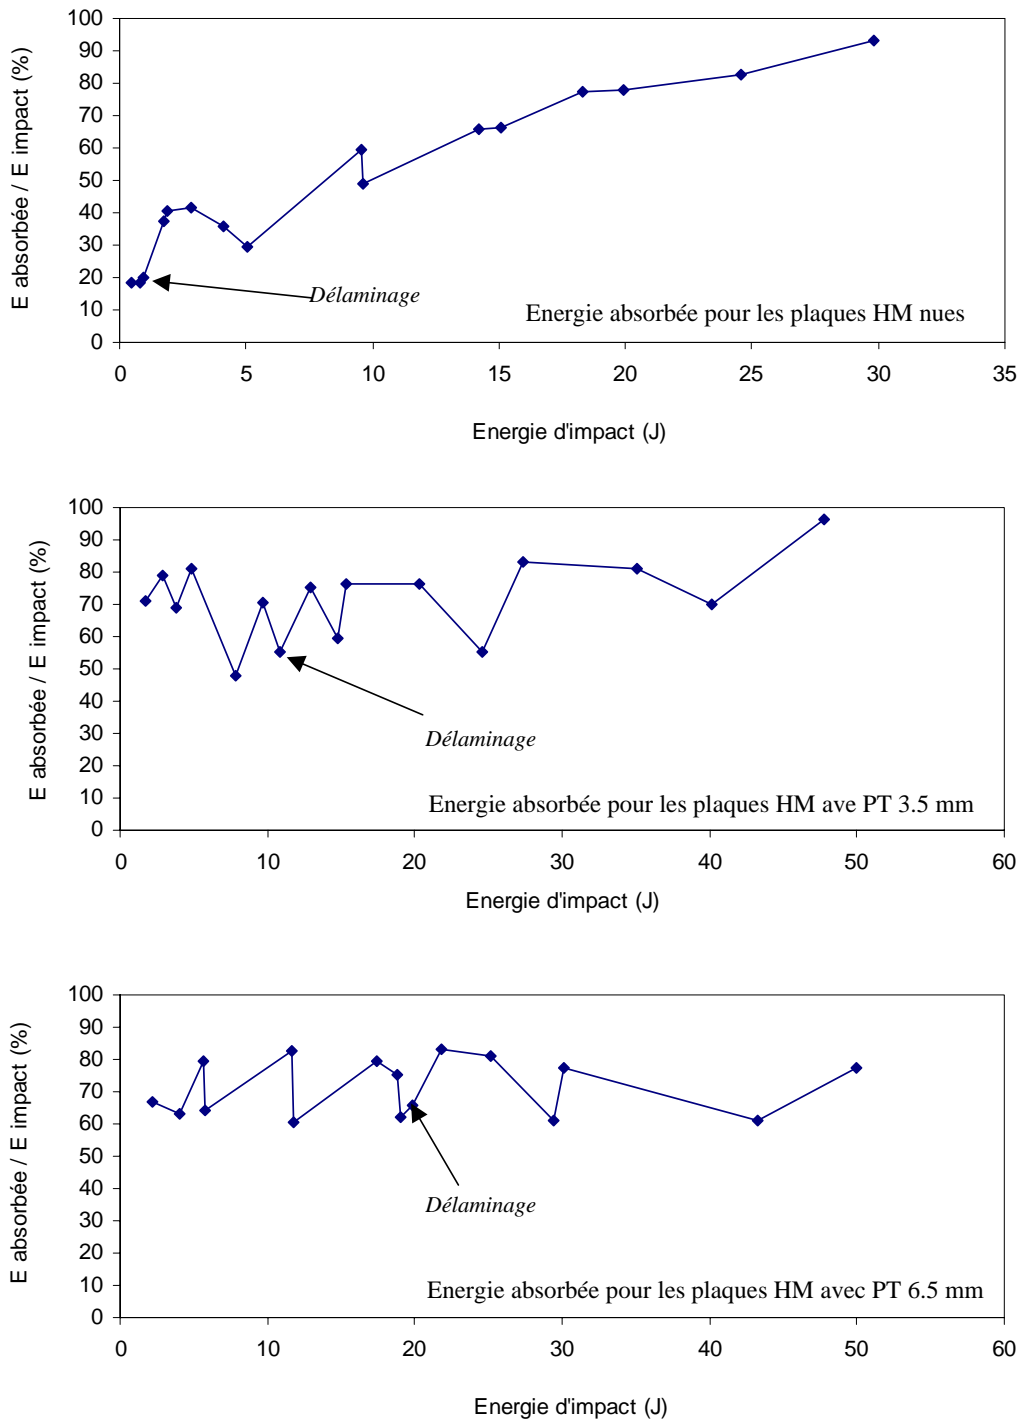 100
90
80
70
60
50
40
30
20
10
0
E absorbée / E impact (%)
Délaminage
Energie absorbée pour les plaques HM nues
0 5 10 15 20 25 30 35
Energie d'impact (J)
100
90
80
70
60
50
40
30
20
10
0
E absorbée / E impact (%)
Délaminage
Energie absorbée pour les plaques HM ave PT 3.5 mm
0 10 20 30 40 50 60
Energie d'impact (J)
100
90
80
70
60
50
40
30
20
10
0
E absorbée / E impact (%)
Délaminage
Energie absorbée pour les plaques HM avec PT 6.5 mm
0 10 20 30 40 50 60
Energie d'impact (J)